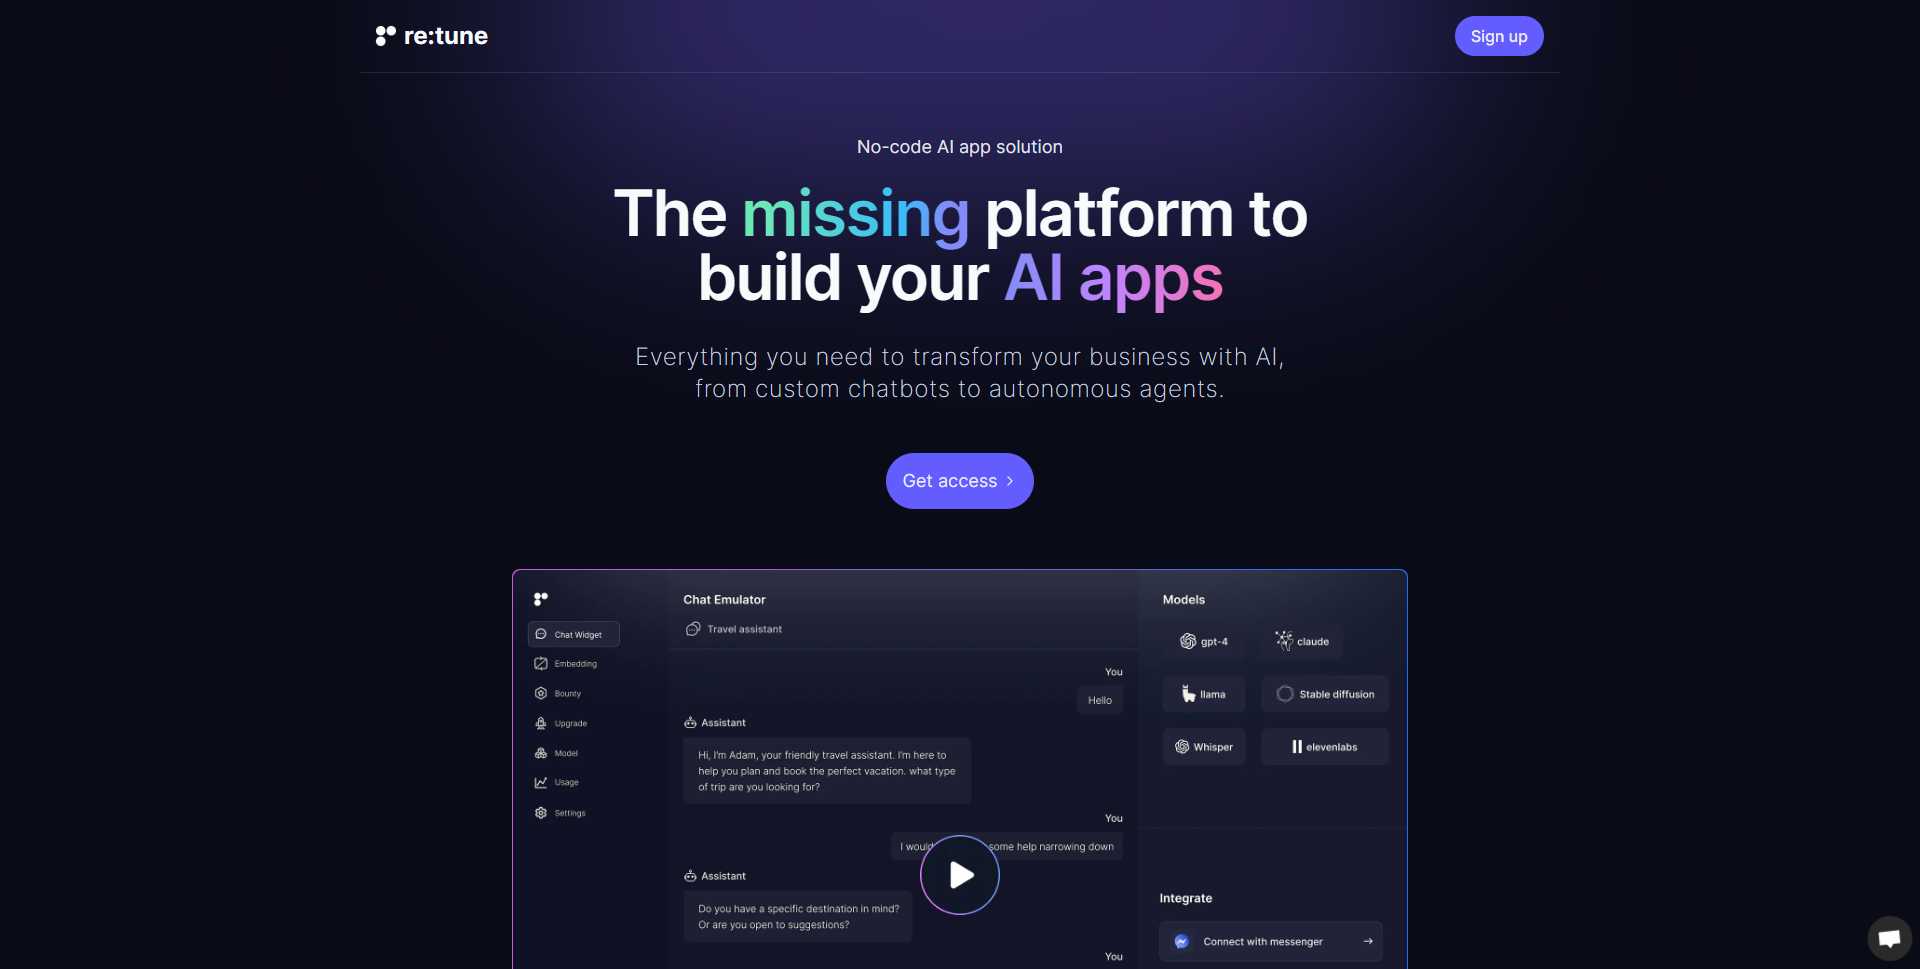 re:tune
Sign up
No-code AI app solution
The missing platform to
build your AI apps
Everything you need to transform your business with AI,
from custom chatbots to autonomous agents.
Get access
Chat Widget
Embedding
Bounty
Upgrade
Model
Usage
Settings
Chat Emulator
Travel assistant
You
Hello
Assistant
Hi, I'm Adam, your friendly travel assistant. I'm here to
help you plan and book the perfect vacation. what type
of trip are you looking for?
You
I would some help narrowing down
Assistant
Do you have a specific destination in mind?
Or are you open to suggestions?
You
Models
gpt-4
claude
llama
Stable diffusion
Whisper
elevenlabs
Integrate
Connect with messenger